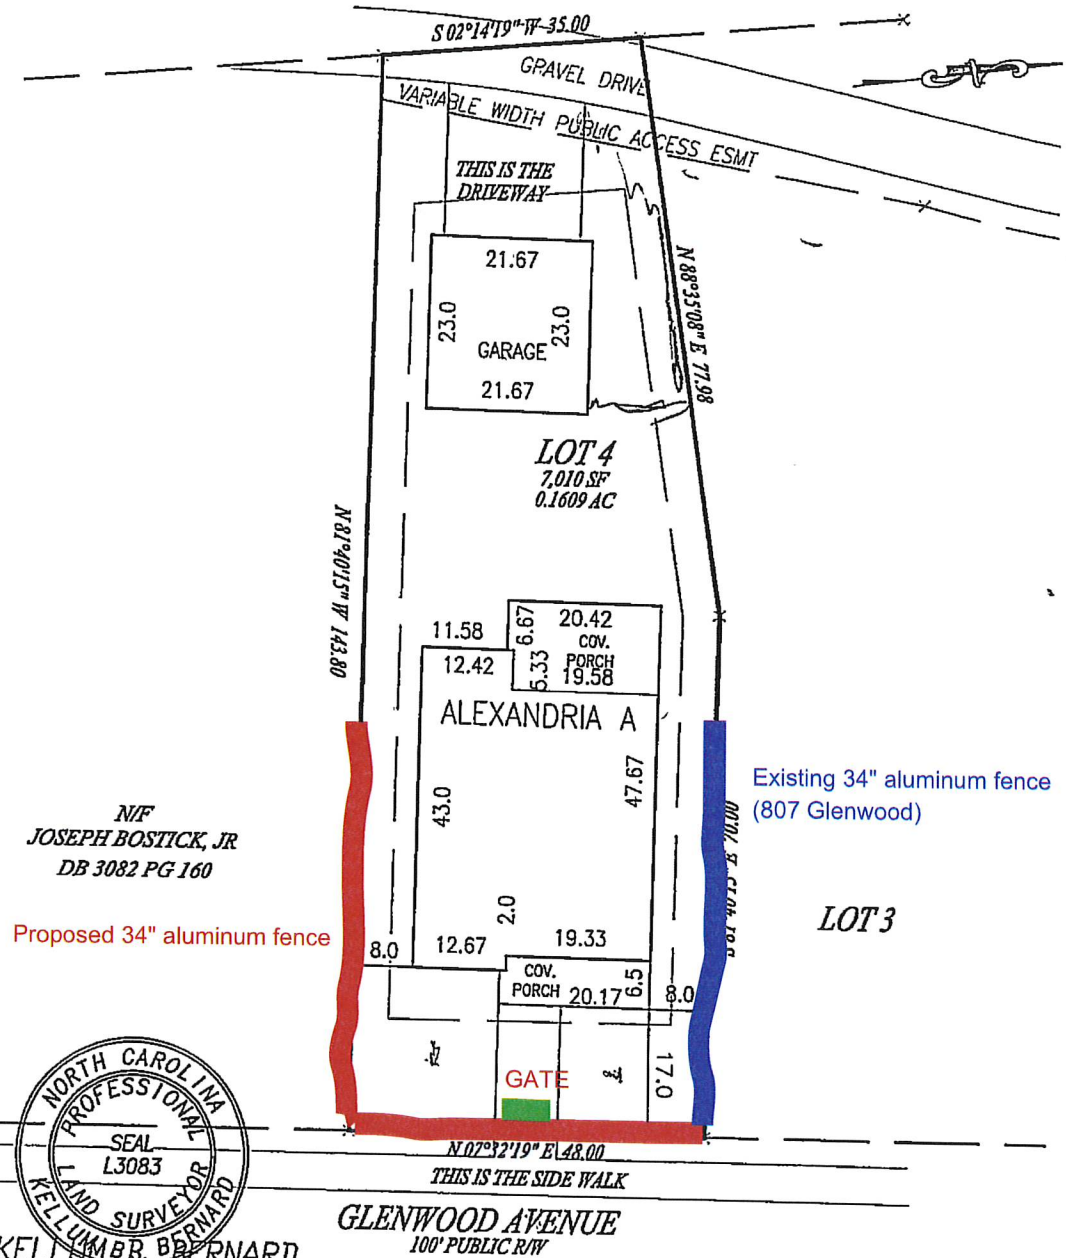 S 02°14'19" W 35.00
GRAVEL DRIVE
VARIABLE WIDTH PUBLIC ACCESS ESMT
THIS IS THE
DRIVEWAY
21.67
23.0
23.0
GARAGE
21.67
N 88°35'08" E 77.98
LOT 4
7,010 SF
0.1609 AC
N 81°40'15" W 143.80
11.58
6.67
20.42
COV.
PORCH
12.42
5.33
19.58
ALEXANDRIA A
47.67
43.0
Existing 34" aluminum fence
(807 Glenwood)
70.00
N/F
JOSEPH BOSTICK, JR
DB 3082 PG 160
LOT 3
Proposed 34" aluminum fence
2.0
8.0
12.67
19.33
COV.
PORCH
20.17
6.5
8.0
17.0
GATE
NORTH CAROLINA
PROFESSIONAL
SEAL
L3083
LAND SURVEYOR
KELLUM B. BERNARD
N 07°32'19" E 48.00
THIS IS THE SIDE WALK
GLENWOOD AVENUE
100' PUBLIC R/W
BERNARD